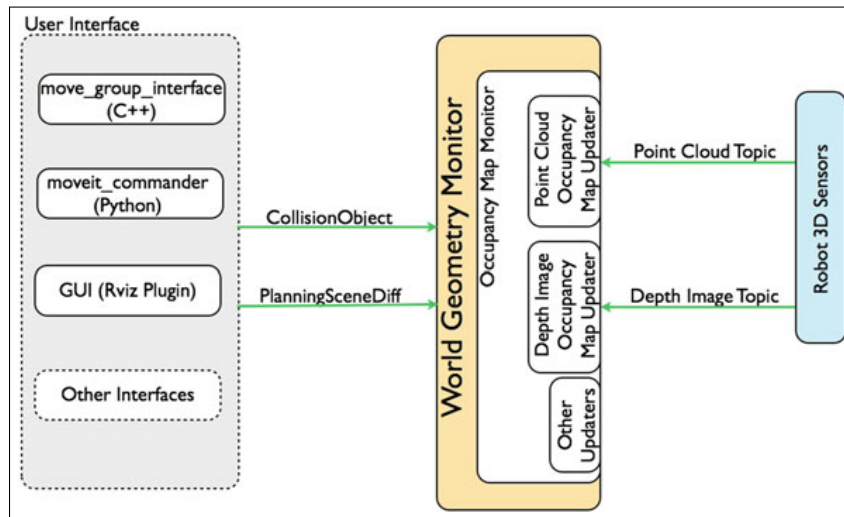 User Interface
move_group_interface
(C++)
moveit_commander
(Python)
GUI (Rviz Plugin)
Other Interfaces
CollisionObject
PlanningSceneDiff
World Geometry Monitor
Occupancy Map Monitor
Point Cloud
Occupancy
Map Updater
Depth Image
Occupancy
Map Updater
Other
Updaters
Point Cloud Topic
Depth Image Topic
Robot 3D Sensors